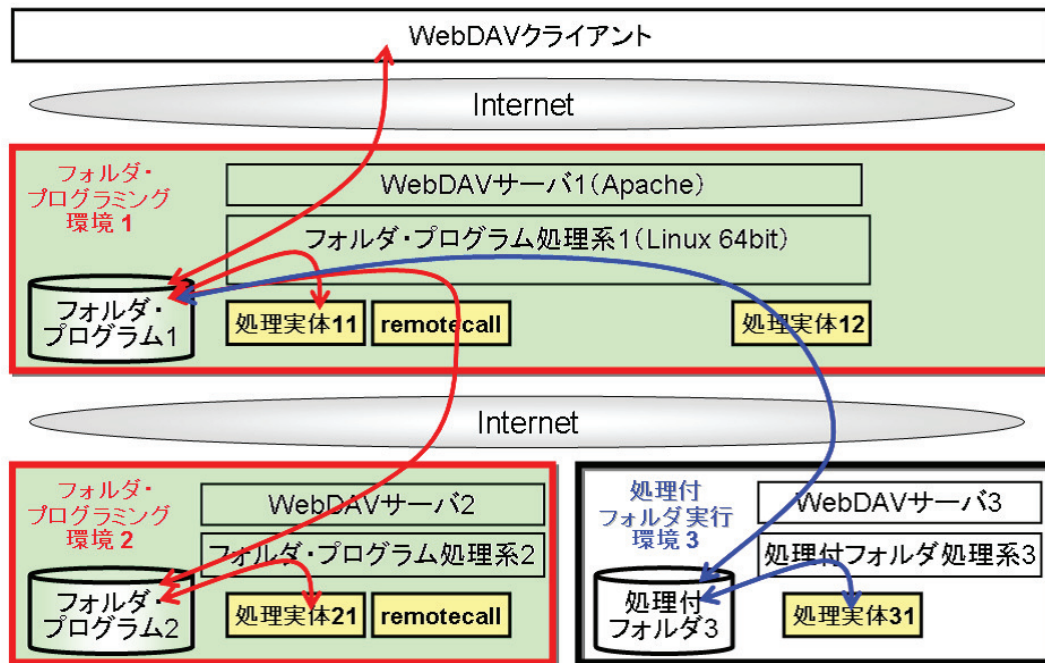 WebDAVクライアント
Internet
フォルダ・
プログラミング
環境 1
WebDAVサーバ1(Apache)
フォルダ・プログラム処理系1(Linux 64bit)
フォルダ・
プログラム1
処理実体11
remotecall
処理実体12
Internet
フォルダ・
プログラミング
環境 2
WebDAVサーバ2
フォルダ・プログラム処理系2
フォルダ・
プログラム2
処理実体21
remotecall
処理付
フォルダ実行
環境 3
WebDAVサーバ3
処理付フォルダ処理系3
処理付
フォルダ3
処理実体31